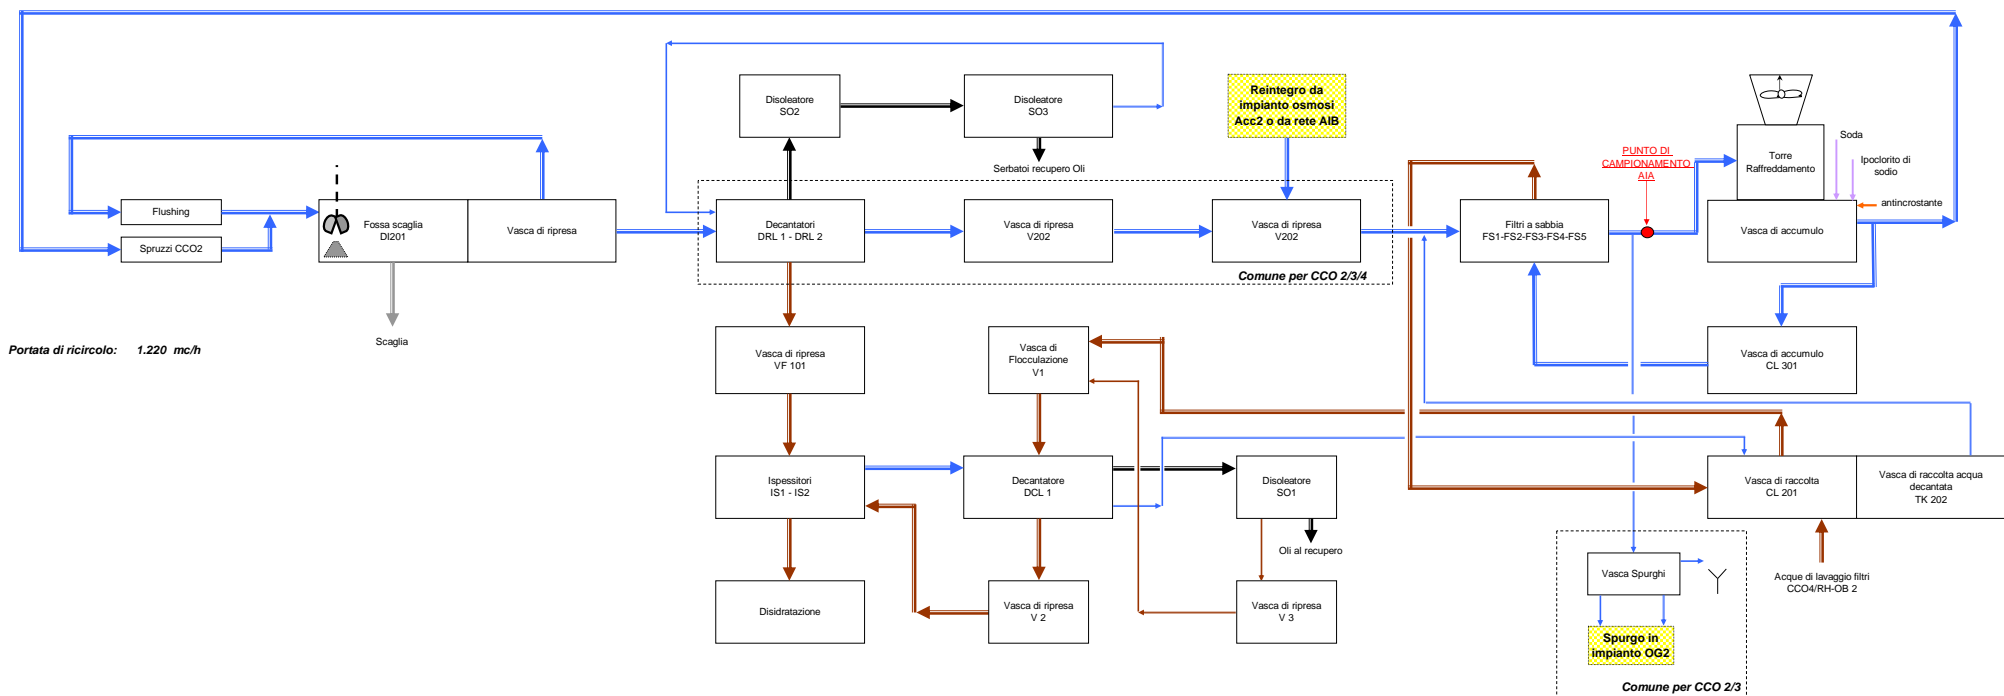 Disoleatore
SO2
Disoleatore
SO3
Serbatoi recupero Oli
Reintegro da
impianto osmosi
Acc2 o da rete AIB
PUNTO DI
CAMPIONAMENTO
AIA
Torre
Raffreddamento
Soda
Ipoclorito di
sodio
antincrostante
Flushing
Spruzzi CCO2
Fossa scaglia
DI201
Vasca di ripresa
Decantatori
DRL 1 - DRL 2
Vasca di ripresa
V202
Vasca di ripresa
V202
Comune per CCO 2/3/4
Filtri a sabbia
FS1-FS2-FS3-FS4-FS5
Vasca di accumulo
Scaglia
Portata di ricircolo: 1.220 mc/h
Vasca di ripresa
VF 101
Vasca di
Flocculazione
V1
Vasca di accumulo
CL 301
Ispessitori
IS1 - IS2
Decantatore
DCL 1
Disoleatore
SO1
Oli al recupero
Vasca di raccolta
CL 201
Vasca di raccolta acqua
decantata
TK 202
Disidratazione
Vasca di ripresa
V 2
Vasca di ripresa
V 3
Vasca Spurghi
Acque di lavaggio filtri
CCO4/RH-OB 2
Spurgo in
impianto OG2
Comune per CCO 2/3